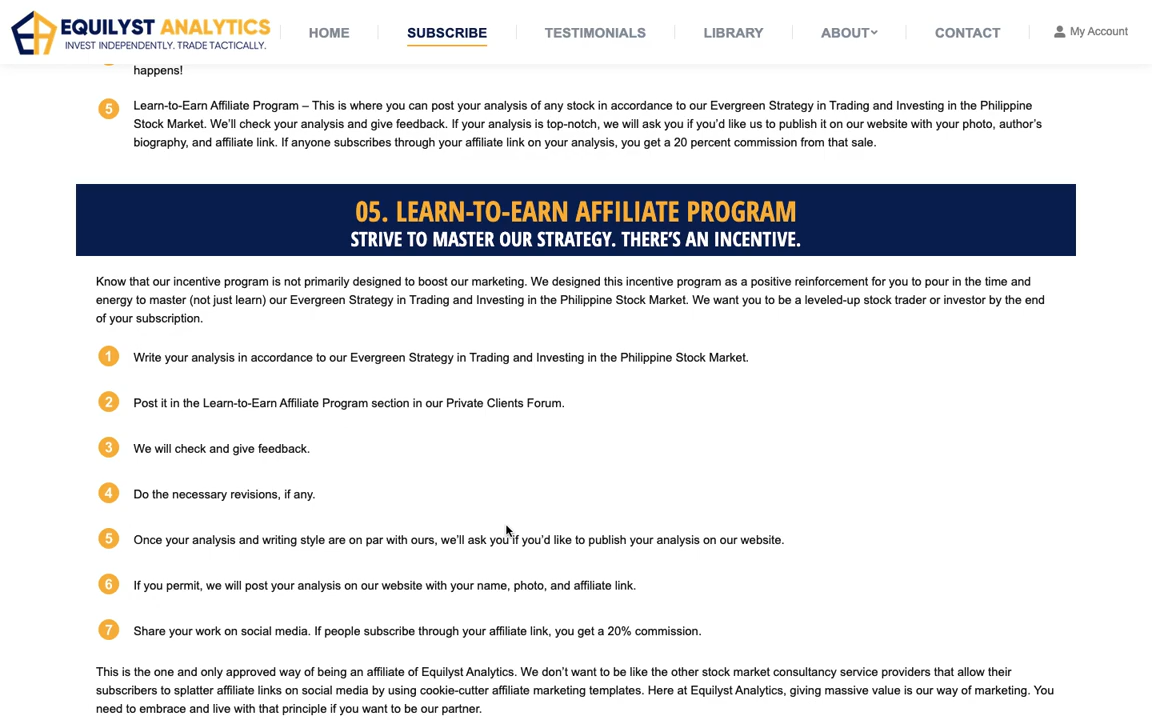 EQUILYST ANALYTICS
INVEST INDEPENDENTLY. TRADE TACTICALLY.
HOME
SUBSCRIBE
TESTIMONIALS
LIBRARY
ABOUT
CONTACT
My Account
happens!
5 Learn-to-Earn Affiliate Program – This is where you can post your analysis of any stock in accordance to our Evergreen Strategy in Trading and Investing in the Philippine
Stock Market. We’ll check your analysis and give feedback. If your analysis is top-notch, we will ask you if you’d like us to publish it on our website with your photo, author’s
biography, and affiliate link. If anyone subscribes through your affiliate link on your analysis, you get a 20 percent commission from that sale.
05. LEARN-TO-EARN AFFILIATE PROGRAM
STRIVE TO MASTER OUR STRATEGY. THERE’S AN INCENTIVE.
Know that our incentive program is not primarily designed to boost our marketing. We designed this incentive program as a positive reinforcement for you to pour in the time and
energy to master (not just learn) our Evergreen Strategy in Trading and Investing in the Philippine Stock Market. We want you to be a leveled-up stock trader or investor by the end
of your subscription.
1 Write your analysis in accordance to our Evergreen Strategy in Trading and Investing in the Philippine Stock Market.
2 Post it in the Learn-to-Earn Affiliate Program section in our Private Clients Forum.
3 We will check and give feedback.
4 Do the necessary revisions, if any.
5 Once your analysis and writing style are on par with ours, we’ll ask you if you’d like to publish your analysis on our website.
6 If you permit, we will post your analysis on our website with your name, photo, and affiliate link.
7 Share your work on social media. If people subscribe through your affiliate link, you get a 20% commission.
This is the one and only approved way of being an affiliate of Equilyst Analytics. We don’t want to be like the other stock market consultancy service providers that allow their
subscribers to splatter affiliate links on social media by using cookie-cutter affiliate marketing templates. Here at Equilyst Analytics, giving massive value is our way of marketing. You
need to embrace and live with that principle if you want to be our partner.